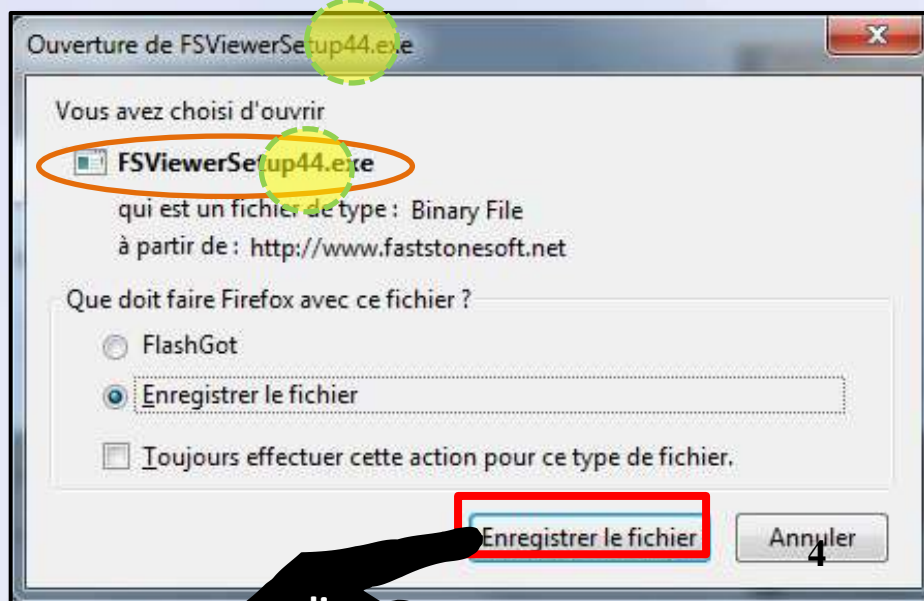 Ouverture de FSViewerSetup44.exe
Vous avez choisi d'ouvrir
FSViewerSetup44.exe
qui est un fichier de type : Binary File
à partir de : http://www.faststonesoft.net
Que doit faire Firefox avec ce fichier ?
FlashGot
Enregistrer le fichier
Toujours effectuer cette action pour ce type de fichier.
Enregistrer le fichier
Annuler
4